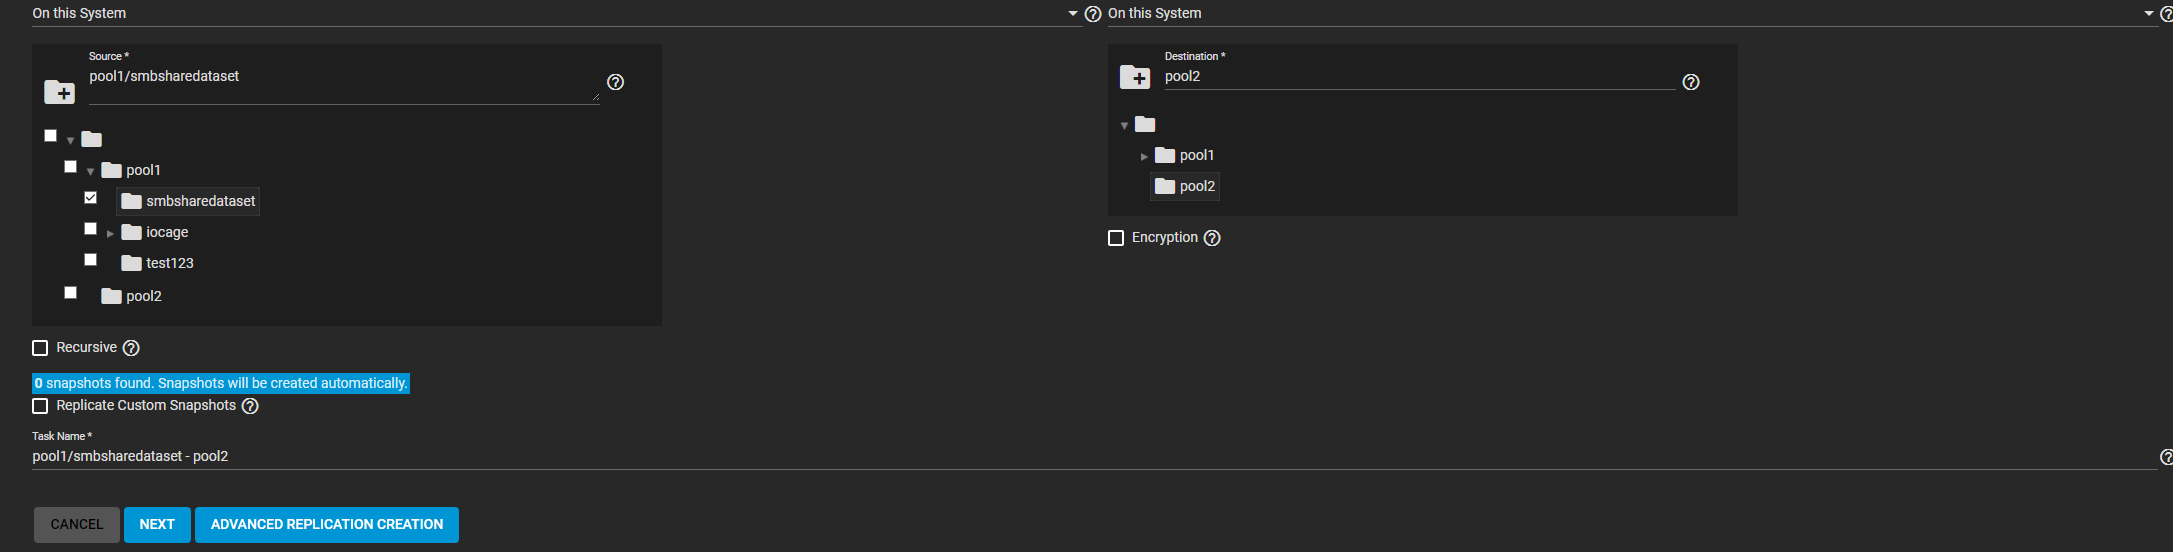 On this System
On this System
Source *
pool1/smbsharedataset
pool1
smbsharedataset
iocage
test123
pool2
Recursive
0 snapshots found. Snapshots will be created automatically.
Replicate Custom Snapshots
Task Name *
pool1/smbsharedataset - pool2
Destination *
pool2
pool1
pool2
Encryption
CANCEL
NEXT
ADVANCED REPLICATION CREATION